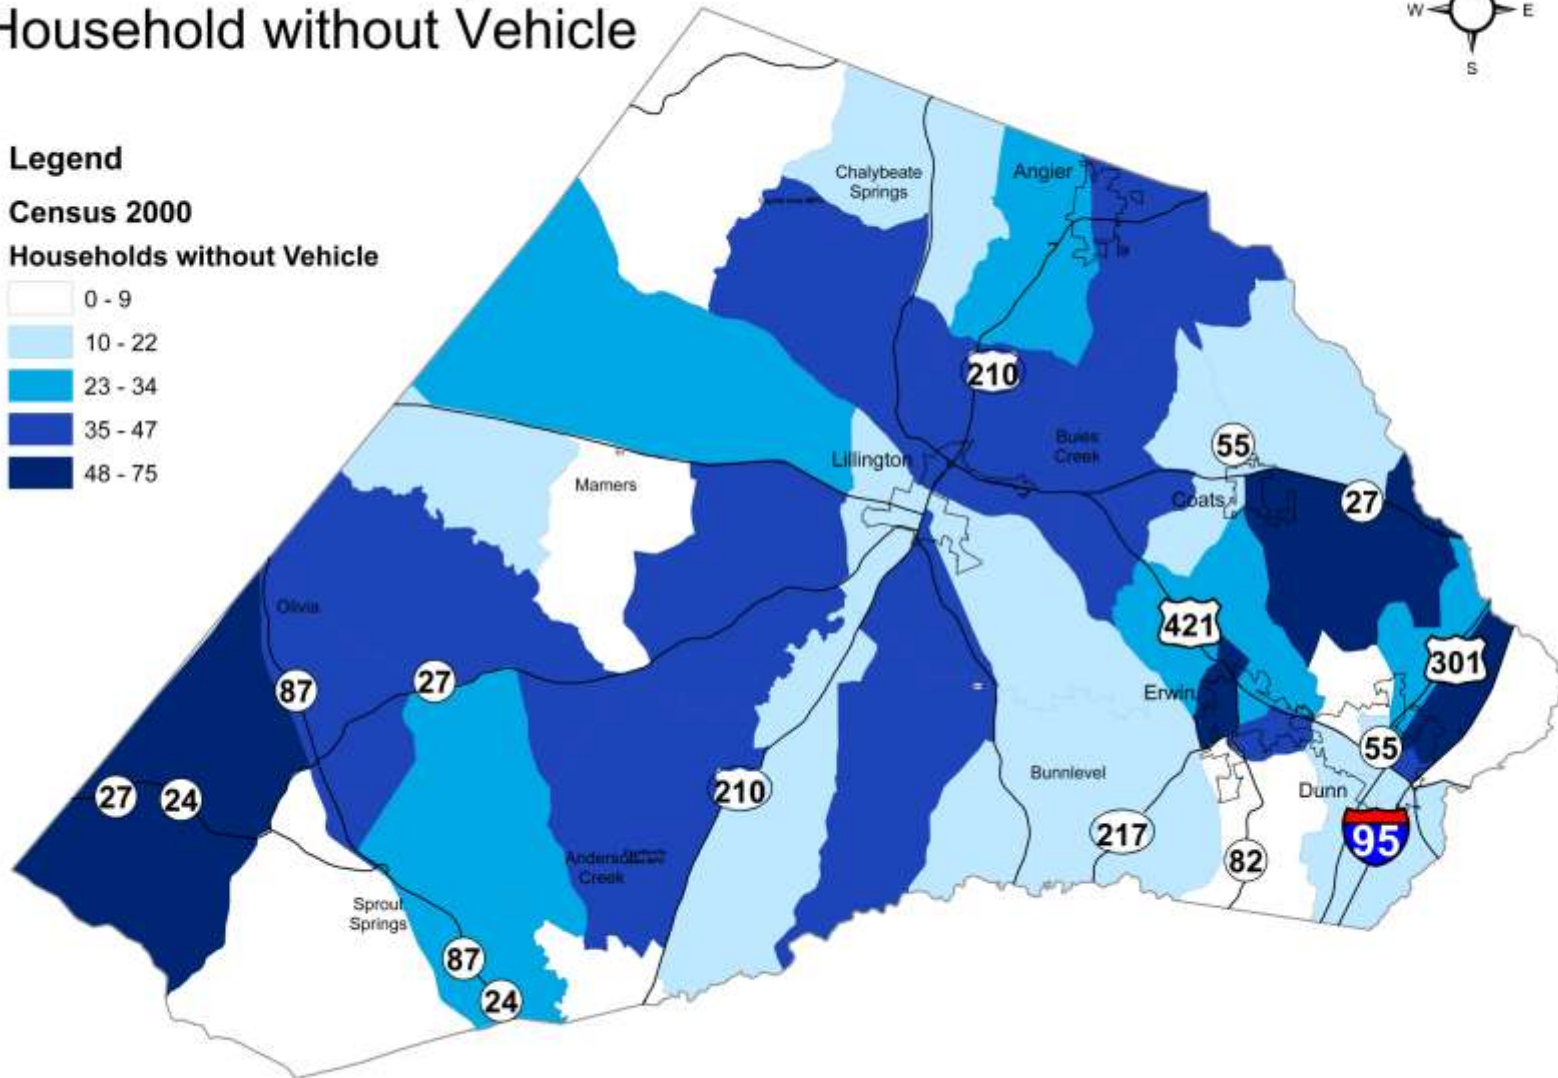 Household without Vehicle
W
E
S
Legend
Census 2000
Households without Vehicle
0 - 9
10 - 22
23 - 34
35 - 47
48 - 75
Chalybeate
Springs
Angier
210
Buies
Creek
55
Lillington
Mamers
Coats
27
Olivia
421
301
87
27
Erwin
55
27
24
210
Bunnlevel
Dunn
217
95
82
Anderson
Creek
Sprout
Springs
87
24